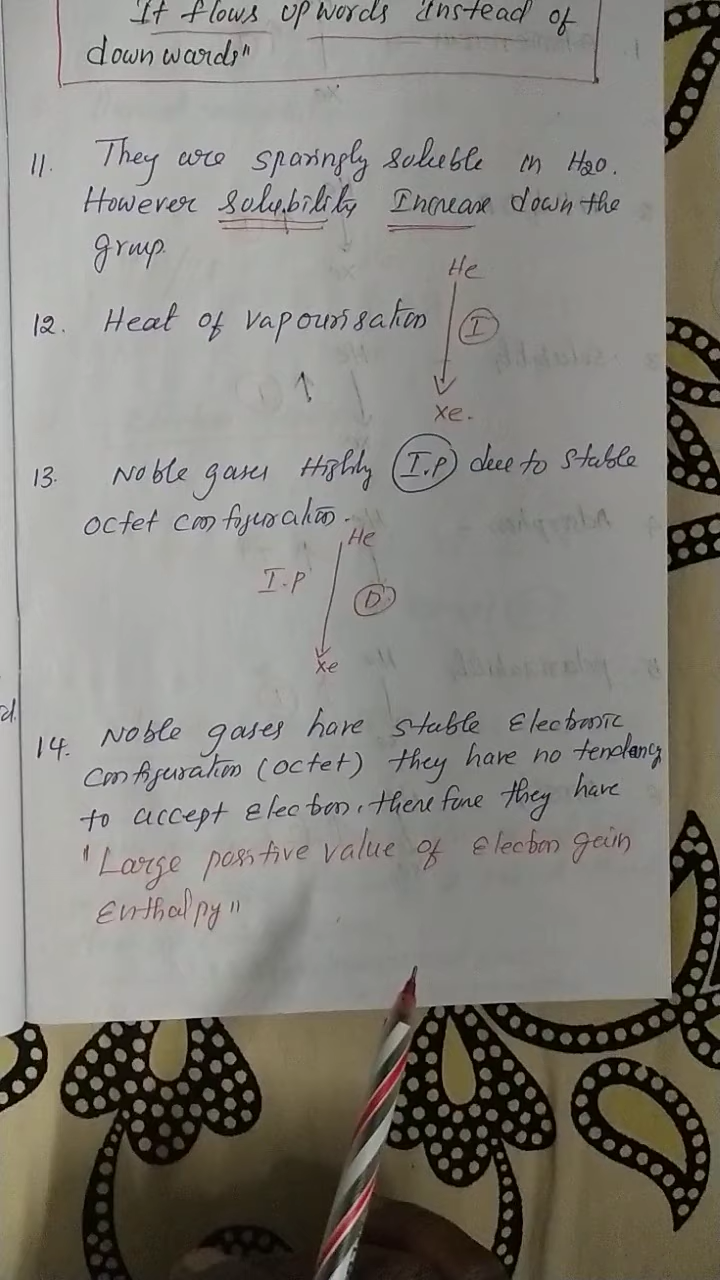 It flows upwords instead of
downwards"
11. They are sparingly soluble in H2O.
However Solubility Increase down the
group.
He
12. Heat of vapourisation I
↑
Xe.
13. Noble gases Highly I.P due to stable
octet configuration.
He
I.P D
Xe
d.
14. Noble gases have stable Electronic
configuration (octet) they have no tendancy
to accept electron, therefore they have
"Large positive value of electron gain
Enthalpy"